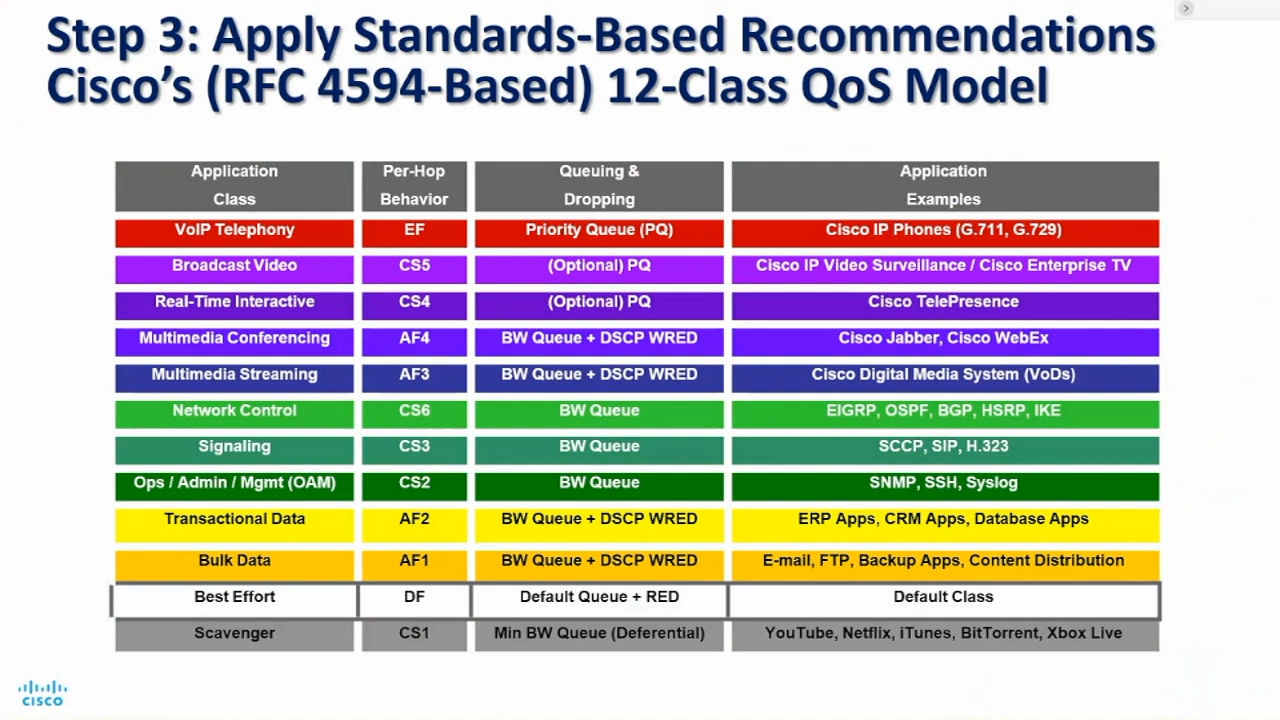 Step 3: Apply Standards-Based Recommendations
Cisco's (RFC 4594-Based) 12-Class QoS Model
Application Class Per-Hop Behavior Queuing & Dropping Application Examples
VoIP Telephony EF Priority Queue (PQ) Cisco IP Phones (G.711, G.729)
Broadcast Video CS5 (Optional) PQ Cisco IP Video Surveillance / Cisco Enterprise TV
Real-Time Interactive CS4 (Optional) PQ Cisco TelePresence
Multimedia Conferencing AF4 BW Queue + DSCP WRED Cisco Jabber, Cisco WebEx
Multimedia Streaming AF3 BW Queue + DSCP WRED Cisco Digital Media System (VoDs)
Network Control CS6 BW Queue EIGRP, OSPF, BGP, HSRP, IKE
Signaling CS3 BW Queue SCCP, SIP, H.323
Ops / Admin / Mgmt (OAM) CS2 BW Queue SNMP, SSH, Syslog
Transactional Data AF2 BW Queue + DSCP WRED ERP Apps, CRM Apps, Database Apps
Bulk Data AF1 BW Queue + DSCP WRED E-mail, FTP, Backup Apps, Content Distribution
Best Effort DF Default Queue + RED Default Class
Scavenger CS1 Min BW Queue (Deferential) YouTube, Netflix, iTunes, BitTorrent, Xbox Live
CISCO